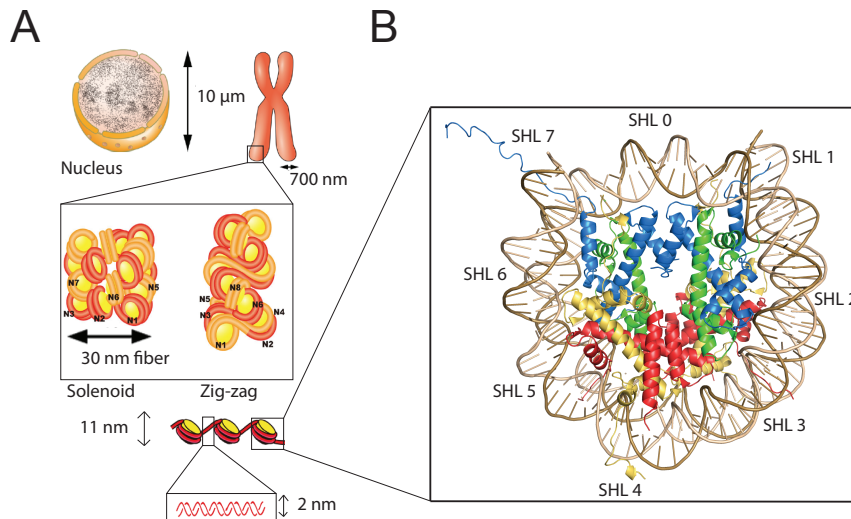 A
B
10 μm
Nucleus
700 nm
N7
N5
N6
N3
N2
N1
N8
N5
N6
N4
N3
N1
N2
30 nm fiber
Solenoid
Zig-zag
11 nm
2 nm
SHL 7
SHL 0
SHL 1
SHL 6
SHL 2
SHL 5
SHL 3
SHL 4